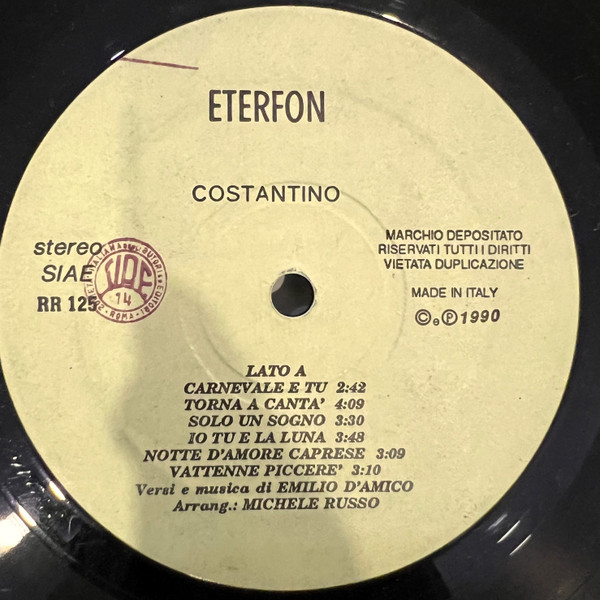 ETERFON
COSTANTINO
stereo
SIAE
RR 125
14
ROMA
MARCHIO DEPOSITATO
RISERVATI TUTTI I DIRITTI
VIETATA DUPLICAZIONE
MADE IN ITALY
©e℗1990
LATO A
CARNEVALE E TU 2:42
TORNA A CANTA' 4:09
SOLO UN SOGNO 3:30
IO TU E LA LUNA 3:48
NOTTE D'AMORE CAPRESE 3:09
VATTENNE PICCERE' 3:10
Versi e musica di EMILIO D'AMICO
Arrang.: MICHELE RUSSO